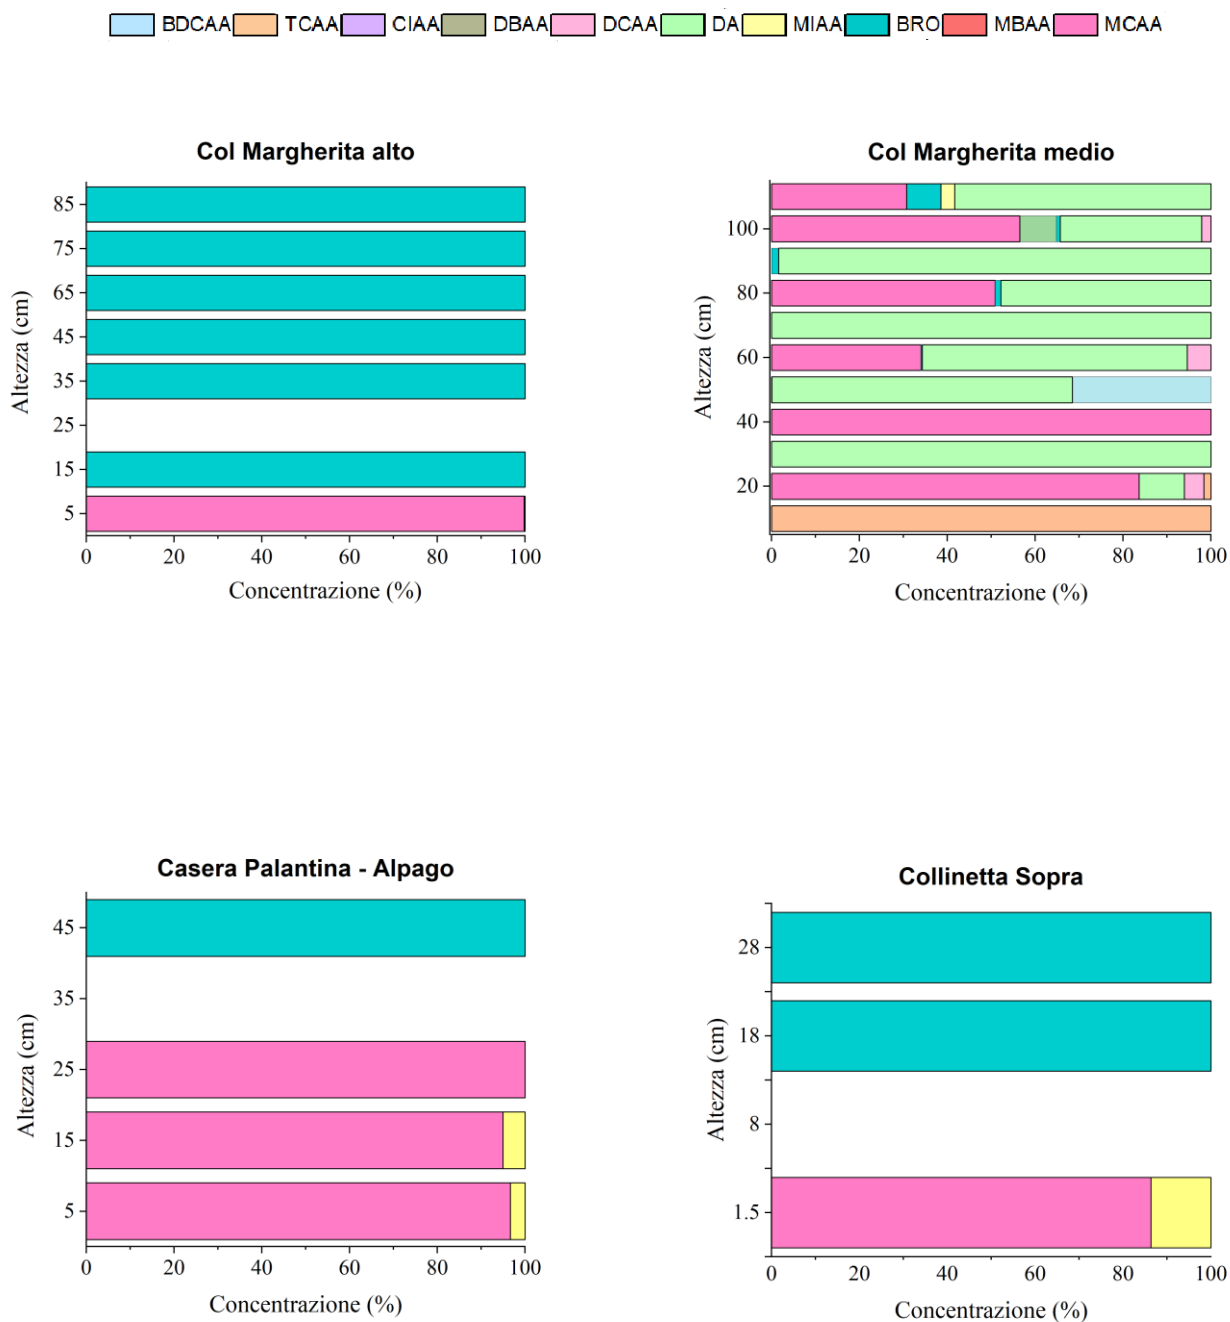 BDCAA TCAA CIAA DBAA DCAA DA MIAA BRO MBAA MCAA
Col Margherita alto
85
75
65
45
35
25
15
5
Altezza (cm)
0 20 40 60 80 100
Concentrazione (%)
Col Margherita medio
100
80
60
40
20
Altezza (cm)
0 20 40 60 80 100
Concentrazione (%)
Casera Palantina - Alpago
45
35
25
15
5
Altezza (cm)
0 20 40 60 80 100
Concentrazione (%)
Collinetta Sopra
28
18
8
1.5
Altezza (cm)
0 20 40 60 80 100
Concentrazione (%)